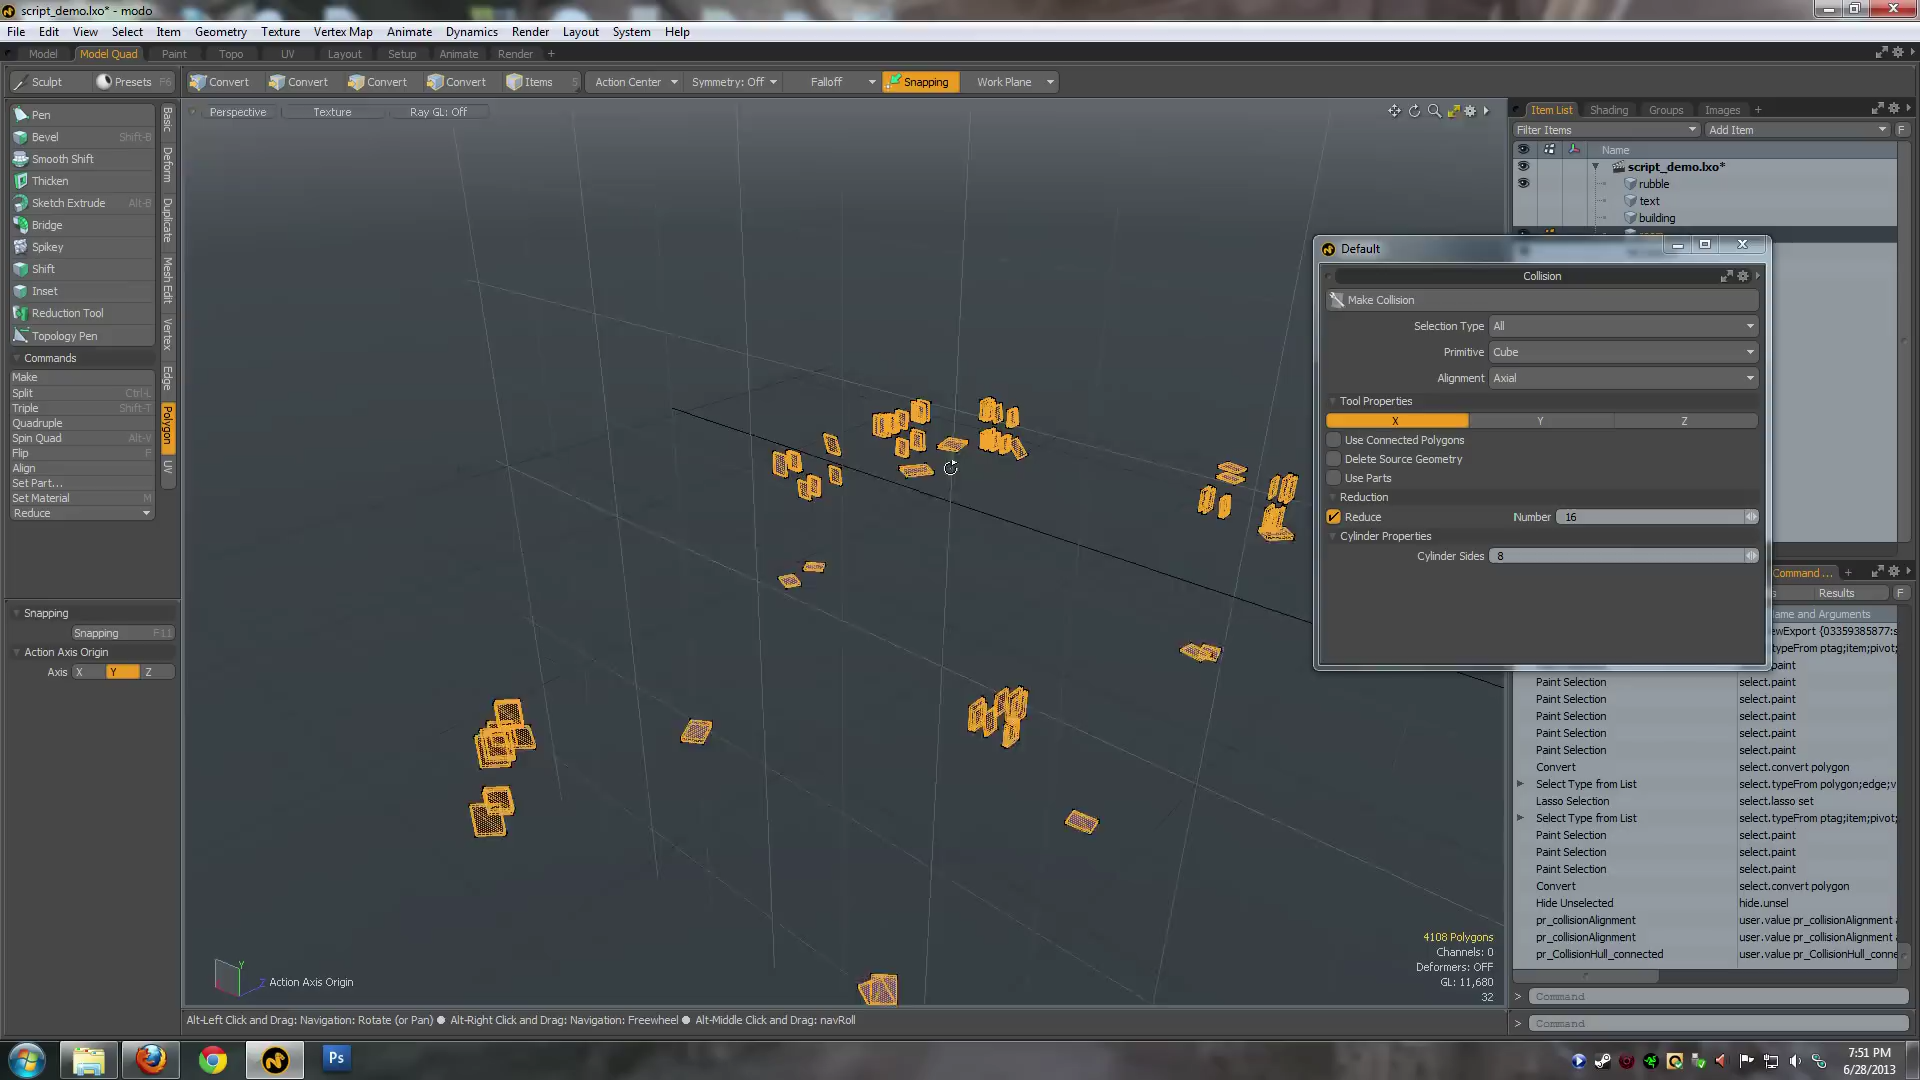 script_demo.lxo* - modo
File Edit View Select Item Geometry Texture Vertex Map Animate Dynamics Render Layout System Help
Model Model Quad Paint Topo UV Layout Setup Animate Render +
Sculpt Presets F6 Convert Convert Convert Convert Items 5 Action Center Symmetry: Off Falloff Snapping Work Plane
Perspective Texture Ray GL: Off
Pen
Bevel Shift-B
Smooth Shift
Thicken
Sketch Extrude Alt-B
Bridge
Spikey
Shift
Inset
Reduction Tool
Topology Pen
Commands
Make
Split Ctrl-L
Triple Shift-T
Quadruple
Spin Quad Alt-V
Flip F
Align
Set Part...
Set Material M
Reduce
Basic
Deform
Duplicate
Mesh Edit
Vertex
Edge
Polygon
UV
Snapping
Snapping F11
Action Axis Origin
Axis X Y Z
Item List Shading Groups Images +
Filter Items Add Item F
Name
script_demo.lxo*
rubble
text
building
Default
Collision
Make Collision
Selection Type All
Primitive Cube
Alignment Axial
Tool Properties
X Y Z
Use Connected Polygons
Delete Source Geometry
Use Parts
Reduction
Reduce Number 16
Cylinder Properties
Cylinder Sides 8
Command ... +
Results F
ame and Arguments
ewExport {03359385877:s
typeFrom ptag;item;pivot;
paint
Paint Selection select.paint
Paint Selection select.paint
Paint Selection select.paint
Paint Selection select.paint
Paint Selection select.paint
Convert select.convert polygon
Select Type from List select.typeFrom polygon;edge;v
Lasso Selection select.lasso set
Select Type from List select.typeFrom ptag;item;pivot;
Paint Selection select.paint
Paint Selection select.paint
Paint Selection select.paint
Convert select.convert polygon
Hide Unselected hide.unsel
pr_collisionAlignment user.value pr_collisionAlignment a
pr_collisionAlignment user.value pr_collisionAlignment a
pr_CollisionHull_connected user.value pr_CollisionHull_conne
> Command
> Command
4108 Polygons
Channels: 0
Deformers: OFF
GL: 11,680
32
Y
Z
Action Axis Origin
Alt-Left Click and Drag: Navigation: Rotate (or Pan) ● Alt-Right Click and Drag: Navigation: Freewheel ● Alt-Middle Click and Drag: navRoll
Ps
7:51 PM
6/28/2013